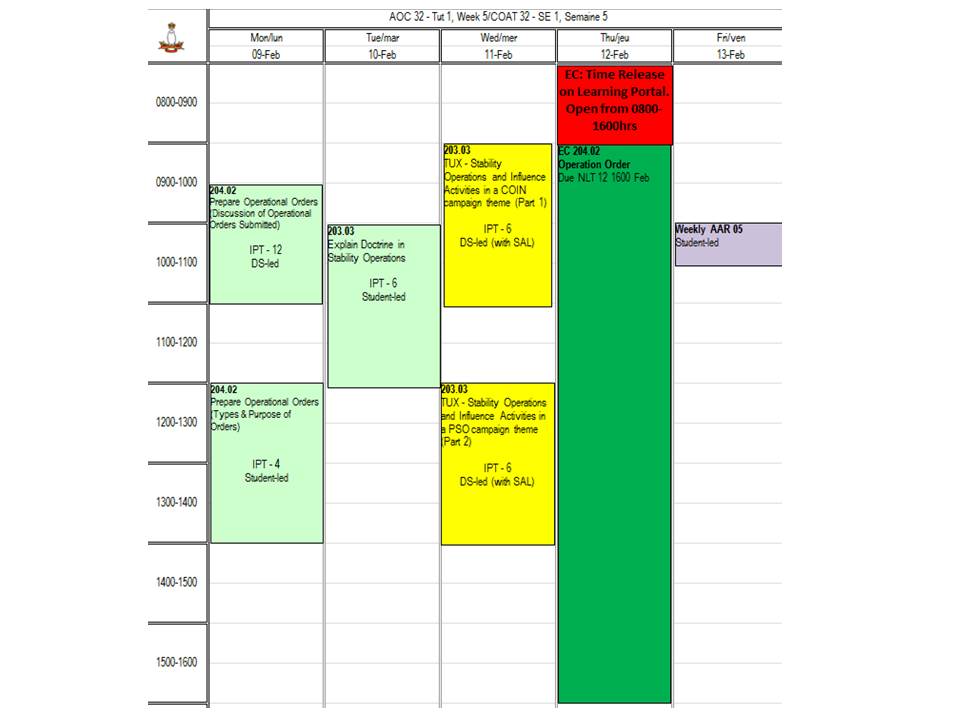 AOC 32 - Tut 1, Week 5/COAT 32 - SE 1, Semaine 5
Mon/lun
Tue/mar
Wed/mer
Thu/jeu
Fri/ven
09-Feb
10-Feb
11-Feb
12-Feb
13-Feb
0800-0900
EC: Time Release
on Learning Portal.
Open from 0800-
1600hrs
0900-1000
204.02
Prepare Operational Orders
(Discussion of Operational
Orders Submitted)
IPT - 12
DS-led
203.03
TUX - Stability
Operations and Influence
Activities in a COIN
campaign theme (Part 1)
IPT - 6
DS-led (with SAL)
EC 204.02
Operation Order
Due NLT 12 1600 Feb
1000-1100
203.03
Explain Doctrine in
Stability Operations
IPT - 6
Student-led
Weekly AAR 05
Student-led
1100-1200
1200-1300
204.02
Prepare Operational Orders
(Types & Purpose of
Orders)
IPT - 4
Student-led
203.03
TUX - Stability Operations
and Influence Activities in
a PSO campaign theme
(Part 2)
IPT - 6
DS-led (with SAL)
1300-1400
1400-1500
1500-1600